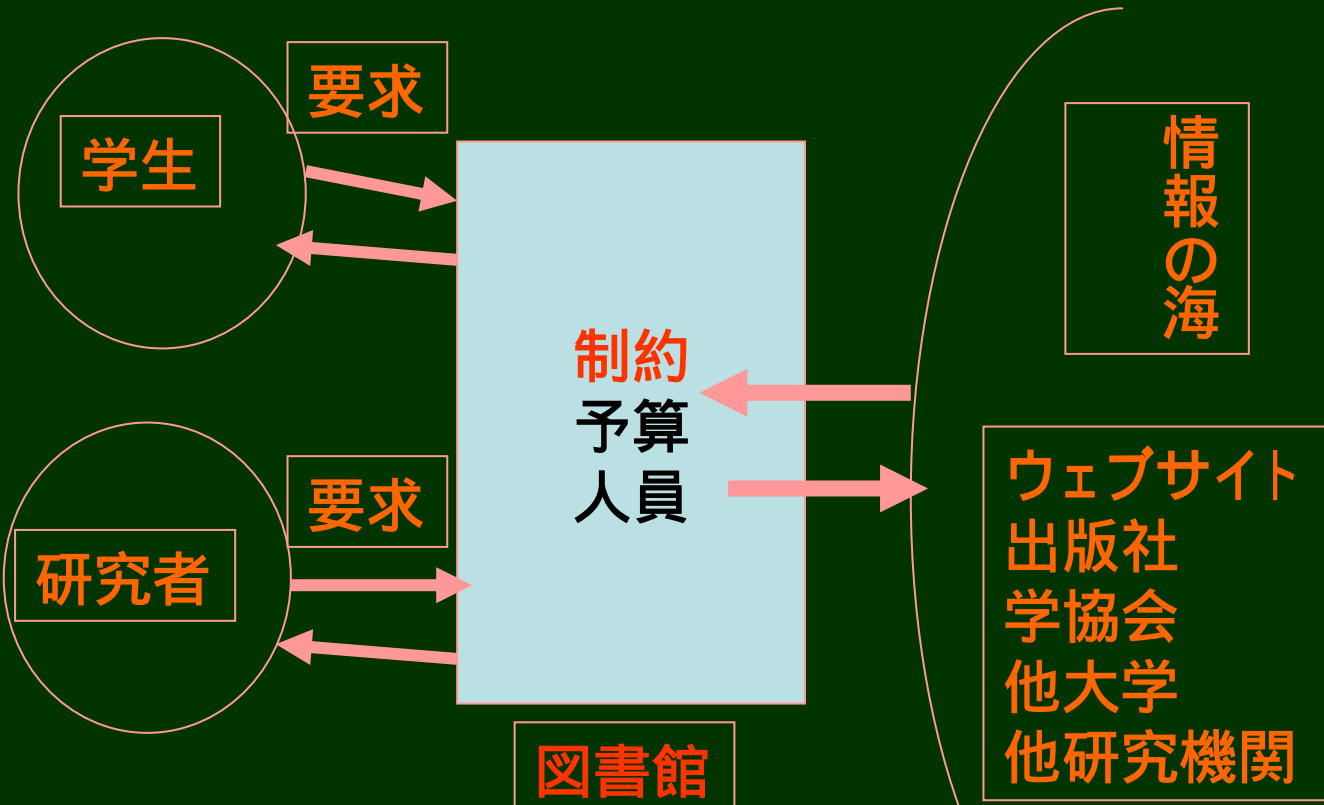 要求
学生
要求
研究者
制約
予算
人員
図書館
情報の海
ウェブサイト
出版社
学協会
他大学
他研究機関